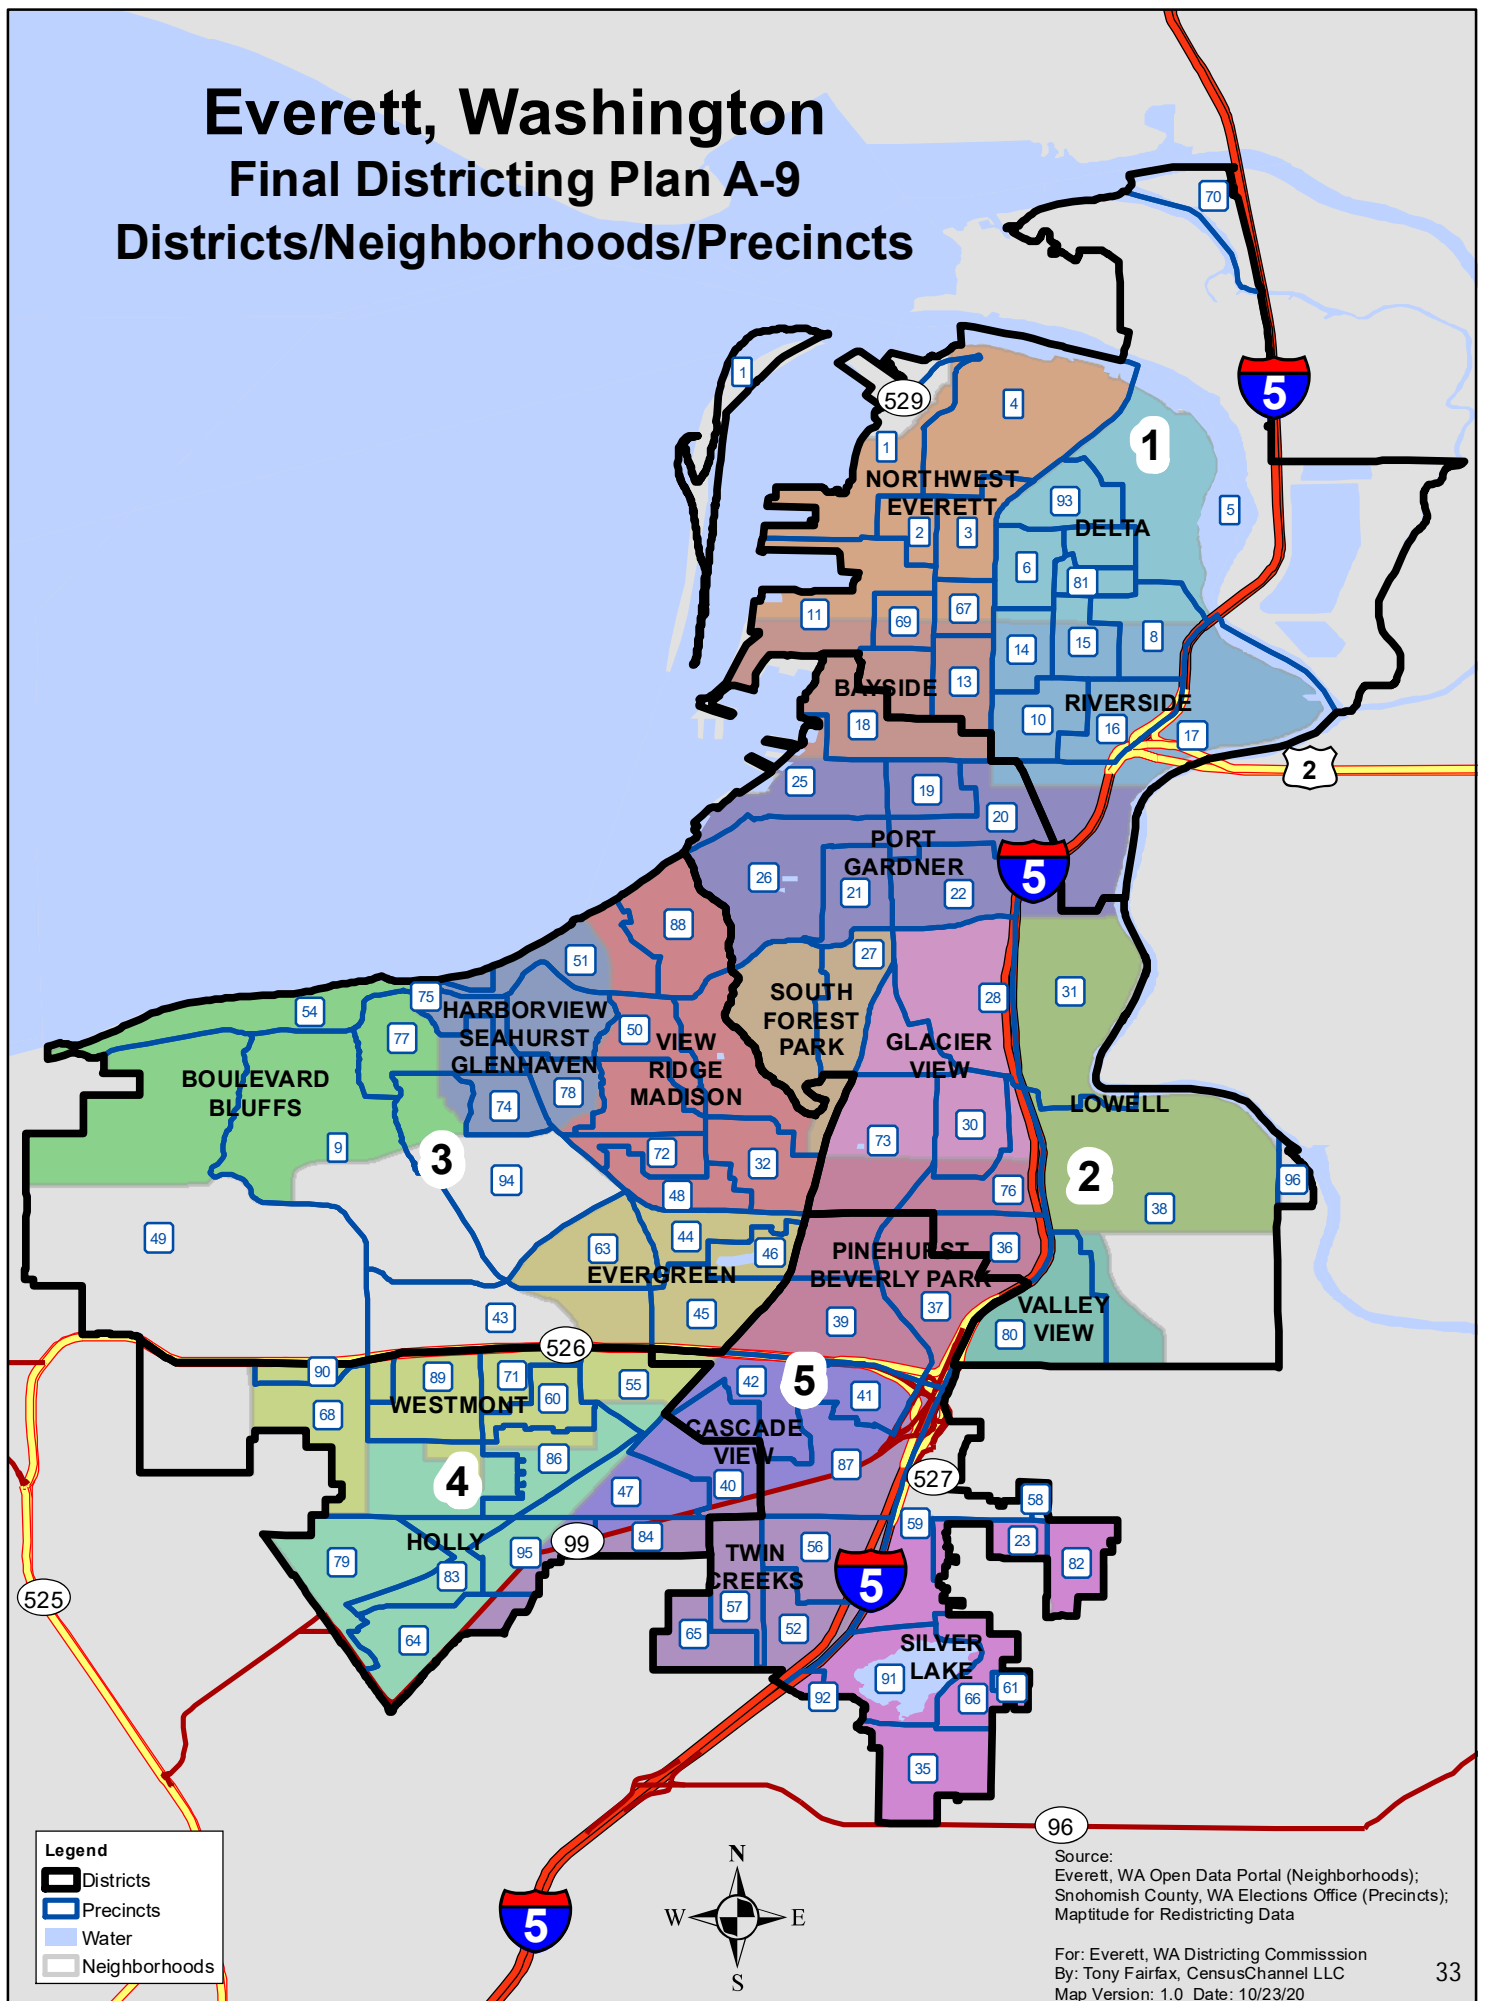 Everett, Washington
Final Districting Plan A-9
Districts/Neighborhoods/Precincts
70
1
5
529
4
1
1
NORTHWEST
EVERETT
93
5
DELTA
2
3
6
81
11
69
67
14
15
8
BAYSIDE
13
RIVERSIDE
18
10
16
17
2
25
19
20
PORT
GARDNER
5
26
21
22
88
27
51
SOUTH
FOREST
PARK
28
31
75
54
HARBORVIEW
SEAHURST
GLENHAVEN
50
VIEW
RIDGE
MADISON
77
GLACIER
VIEW
BOULEVARD
BLUFFS
74
78
LOWELL
9
3
94
72
32
73
30
2
96
48
76
38
49
63
44
46
EVERGREEN
PINEHURST
BEVERLY PARK
36
43
45
39
37
VALLEY
VIEW
80
526
90
89
71
60
55
WESTMONT
42
5
41
68
CASCADE
VIEW
86
4
47
40
87
527
58
59
23
82
HOLLY
99
84
TWIN
CREEKS
56
79
95
83
5
525
57
65
52
64
SILVER
LAKE
91
92
66
61
35
96
5
Legend
Districts
Precincts
Water
Neighborhoods
N
W
E
S
Source:
Everett, WA Open Data Portal (Neighborhoods);
Snohomish County, WA Elections Office (Precincts);
Maptitude for Redistricting Data
For: Everett, WA Districting Commisssion
By: Tony Fairfax, CensusChannel LLC
Map Version: 1.0  Date: 10/23/20
33